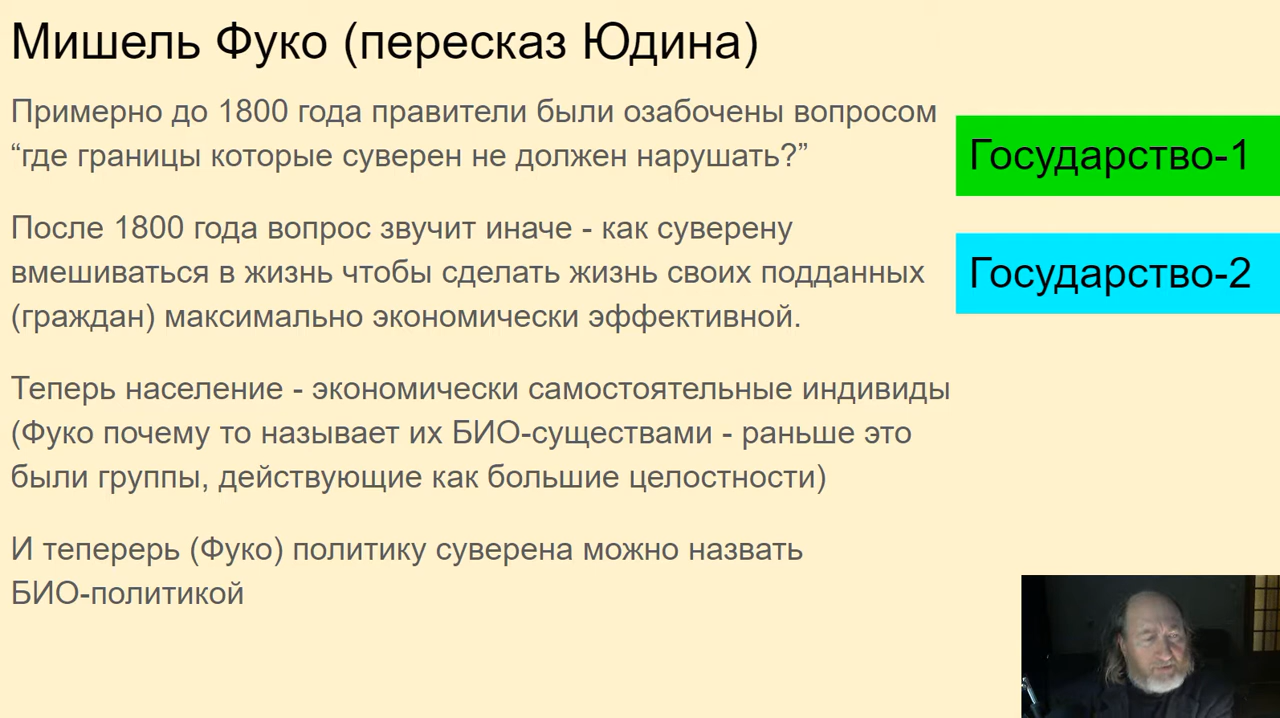 Мишель Фуко (пересказ Юдина)
Примерно до 1800 года правители были озабочены вопросом
“где границы которые суверен не должен нарушать?”
Государство-1
После 1800 года вопрос звучит иначе - как суверену
вмешиваться в жизнь чтобы сделать жизнь своих подданных
(граждан) максимально экономически эффективной.
Государство-2
Теперь население - экономически самостоятельные индивиды
(Фуко почему то называет их БИО-существами - раньше это
были группы, действующие как большие целостности)
И теперерь (Фуко) политику суверена можно назвать
БИО-политикой